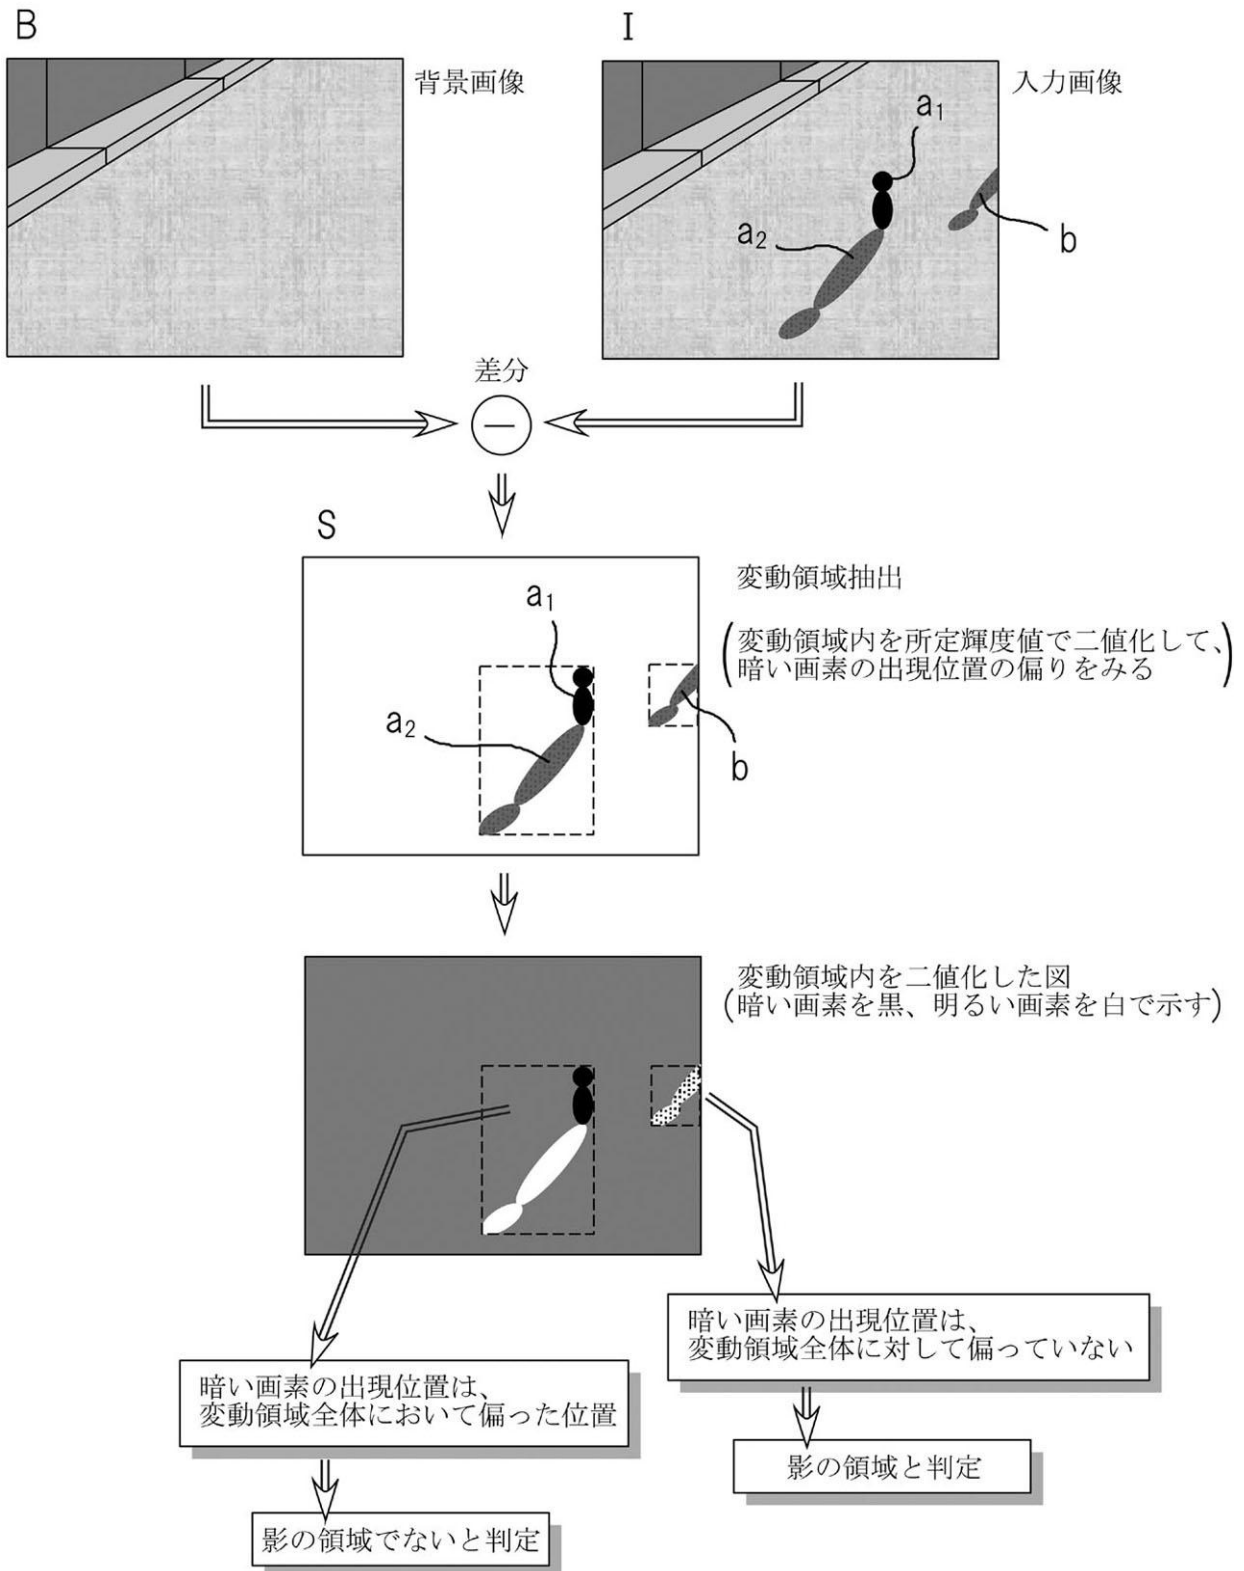 B
背景画像
I
入力画像
a₁
a₂
b
差分
S
変動領域抽出
(変動領域内を所定輝度値で二値化して、
暗い画素の出現位置の偏りをみる)
a₁
a₂
b
変動領域内を二値化した図
(暗い画素を黒、明るい画素を白で示す)
暗い画素の出現位置は、
変動領域全体に対して偏っていない
暗い画素の出現位置は、
変動領域全体において偏った位置
影の領域と判定
影の領域でないと判定